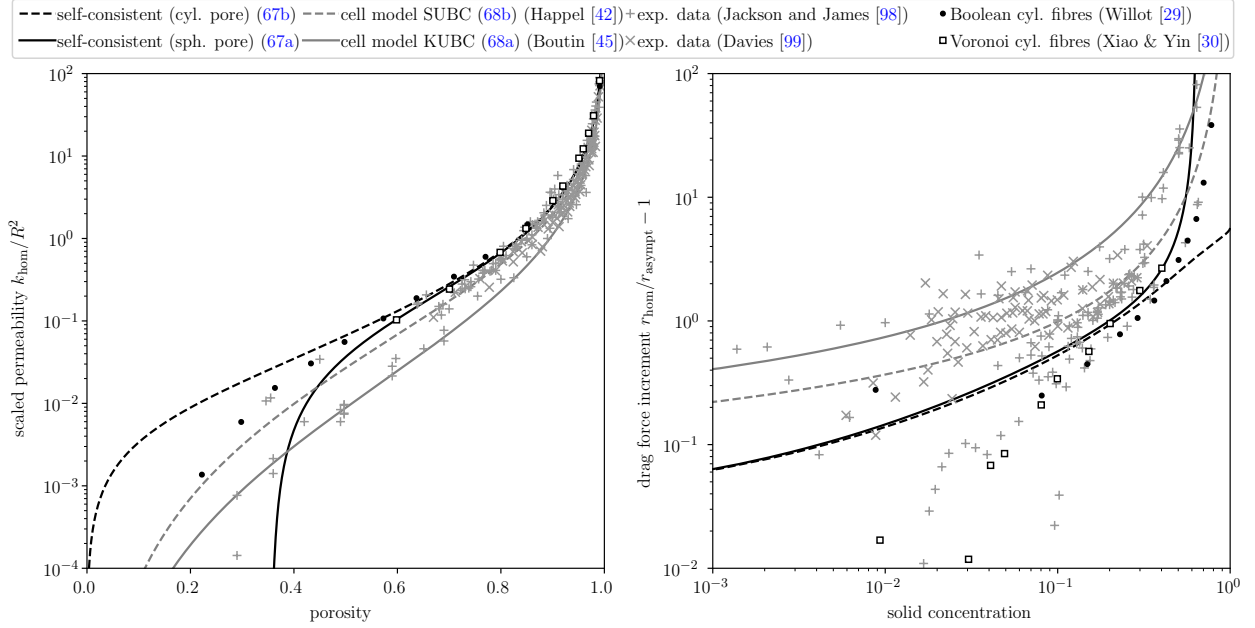 self-consistent (cyl. pore) (67b)
cell model SUBC (68b) (Happel [42])
exp. data (Jackson and James [98])
Boolean cyl. fibres (Willot [29])
self-consistent (sph. pore) (67a)
cell model KUBC (68a) (Boutin [45])
exp. data (Davies [99])
Voronoi cyl. fibres (Xiao & Yin [30])
scaled permeability k_hom/R^2
10^2
10^1
10^0
10^−1
10^−2
10^−3
10^−4
0.0 0.2 0.4 0.6 0.8 1.0
porosity
drag force increment r_hom/r_asympt − 1
10^2
10^1
10^0
10^−1
10^−2
10^−3 10^−2 10^−1 10^0
solid concentration